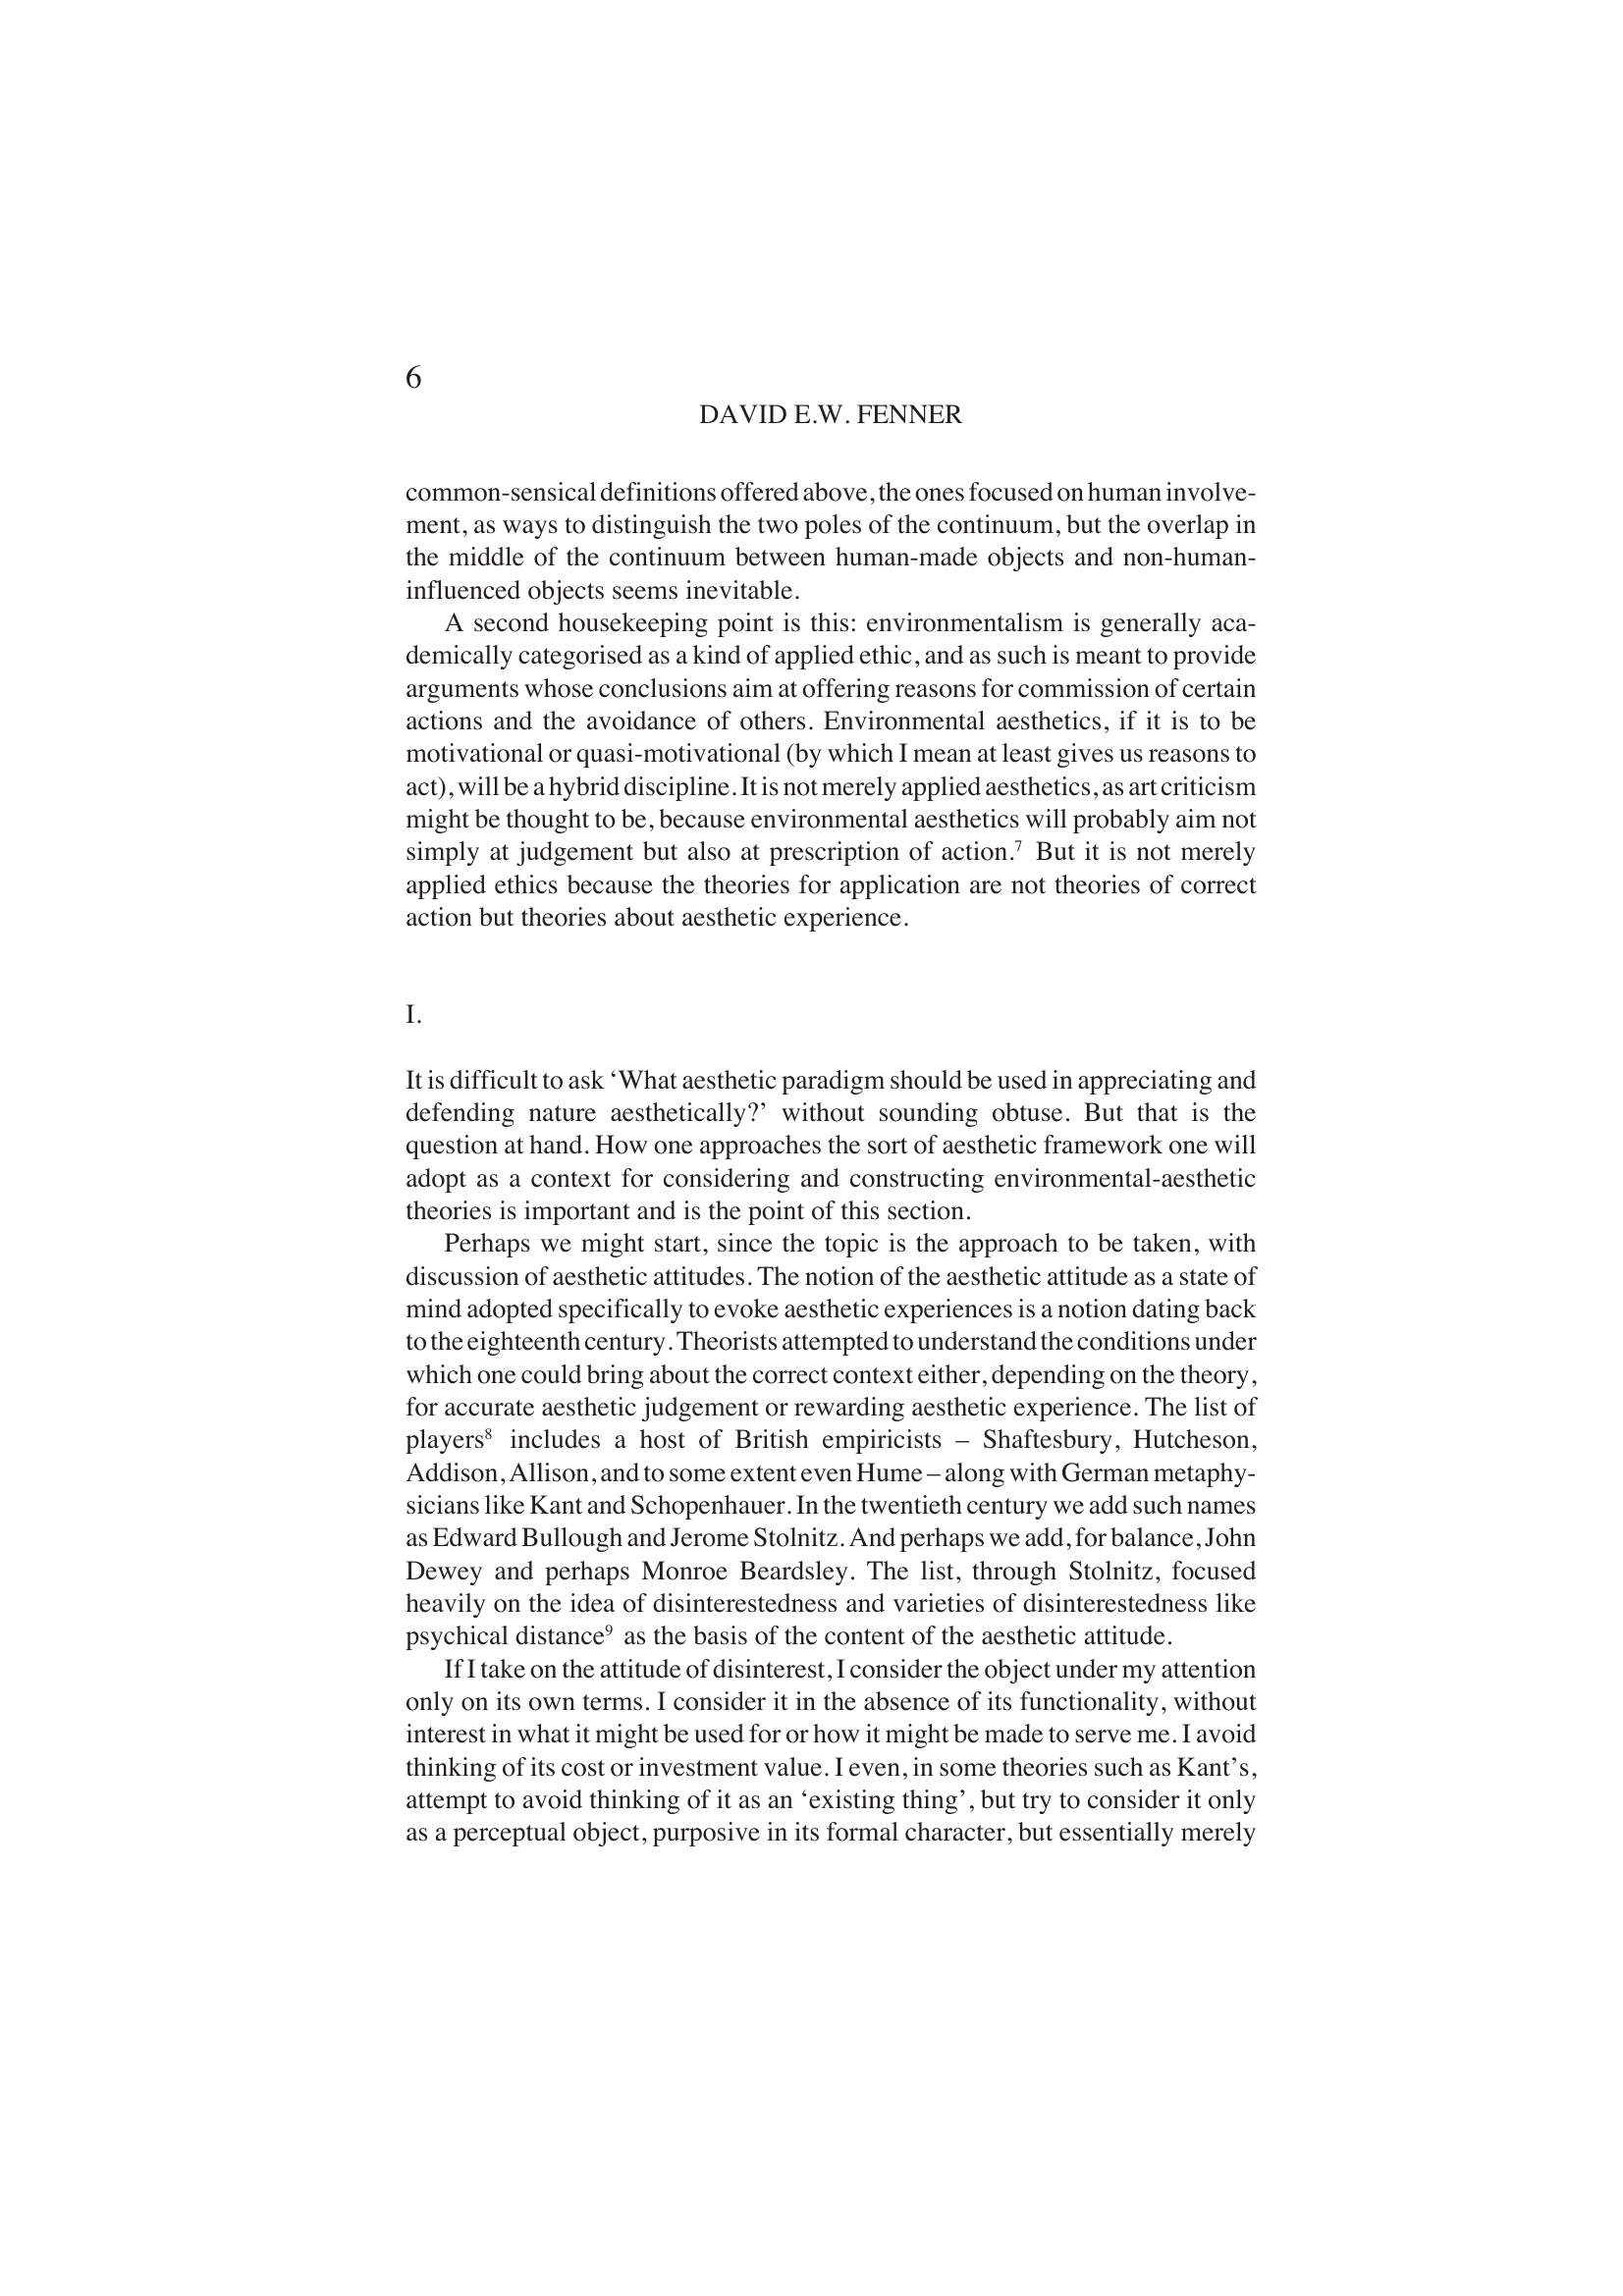 6
DAVID E.W. FENNER
common-sensical definitions offered above, the ones focused on human involve-
ment, as ways to distinguish the two poles of the continuum, but the overlap in
the middle of the continuum between human-made objects and non-human-
influenced objects seems inevitable.
A second housekeeping point is this: environmentalism is generally aca-
demically categorised as a kind of applied ethic, and as such is meant to provide
arguments whose conclusions aim at offering reasons for commission of certain
actions and the avoidance of others. Environmental aesthetics, if it is to be
motivational or quasi-motivational (by which I mean at least gives us reasons to
act), will be a hybrid discipline. It is not merely applied aesthetics, as art criticism
might be thought to be, because environmental aesthetics will probably aim not
simply at judgement but also at prescription of action.⁷ But it is not merely
applied ethics because the theories for application are not theories of correct
action but theories about aesthetic experience.
I.
It is difficult to ask ‘What aesthetic paradigm should be used in appreciating and
defending nature aesthetically?’ without sounding obtuse. But that is the
question at hand. How one approaches the sort of aesthetic framework one will
adopt as a context for considering and constructing environmental-aesthetic
theories is important and is the point of this section.
Perhaps we might start, since the topic is the approach to be taken, with
discussion of aesthetic attitudes. The notion of the aesthetic attitude as a state of
mind adopted specifically to evoke aesthetic experiences is a notion dating back
to the eighteenth century. Theorists attempted to understand the conditions under
which one could bring about the correct context either, depending on the theory,
for accurate aesthetic judgement or rewarding aesthetic experience. The list of
players⁸ includes a host of British empiricists – Shaftesbury, Hutcheson,
Addison, Allison, and to some extent even Hume – along with German metaphy-
sicians like Kant and Schopenhauer. In the twentieth century we add such names
as Edward Bullough and Jerome Stolnitz. And perhaps we add, for balance, John
Dewey and perhaps Monroe Beardsley. The list, through Stolnitz, focused
heavily on the idea of disinterestedness and varieties of disinterestedness like
psychical distance⁹ as the basis of the content of the aesthetic attitude.
If I take on the attitude of disinterest, I consider the object under my attention
only on its own terms. I consider it in the absence of its functionality, without
interest in what it might be used for or how it might be made to serve me. I avoid
thinking of its cost or investment value. I even, in some theories such as Kant’s,
attempt to avoid thinking of it as an ‘existing thing’, but try to consider it only
as a perceptual object, purposive in its formal character, but essentially merely